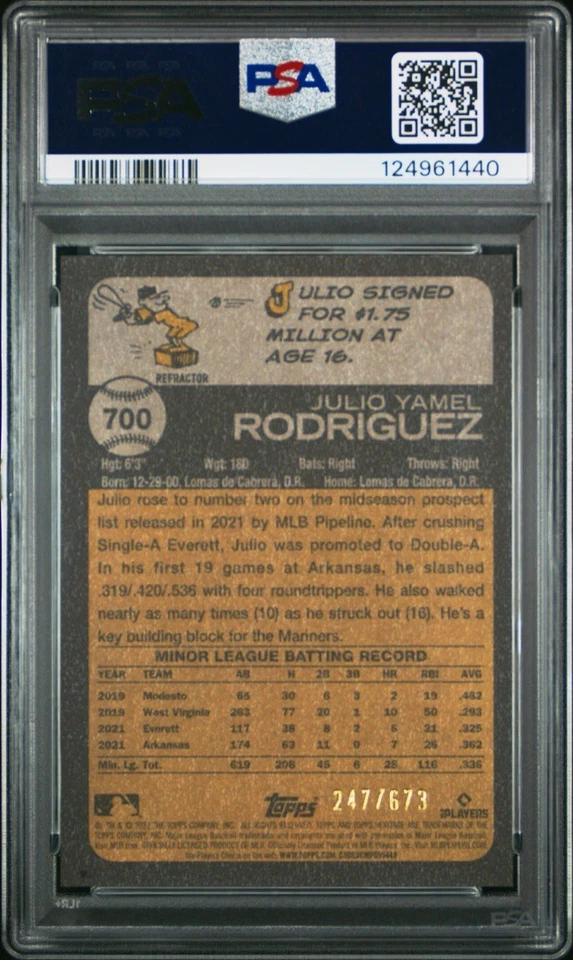 PSA
PSA
124961440
JULIO SIGNED
FOR $1.75
MILLION AT
AGE 16.
REFRACTOR
700
JULIO YAMEL
RODRIGUEZ
Hgt: 6'3" Wgt: 180 Bats: Right Throws: Right
Born: 12-29-00, Lomas de Cabrera, D.R. Home: Lomas de Cabrera, D.R.
Julio rose to number two on the midseason prospect
list released in 2021 by MLB Pipeline. After crushing
Single-A Everett, Julio was promoted to Double-A.
In his first 19 games at Arkansas, he slashed
.319/.420/.536 with four roundtrippers. He also walked
nearly as many times (10) as he struck out (16). He's a
key building block for the Mariners.
MINOR LEAGUE BATTING RECORD
YEAR TEAM AB H 2B 3B HR RBI AVG
2019 Modesto 65 30 6 3 2 19 .462
2019 West Virginia 263 77 20 1 10 50 .293
2021 Everett 117 38 8 2 6 21 .325
2021 Arkansas 174 63 11 0 7 26 .362
Min. Lg. Tot. 619 208 45 6 25 116 .336
Topps 247/673
PLAYERS
PSA